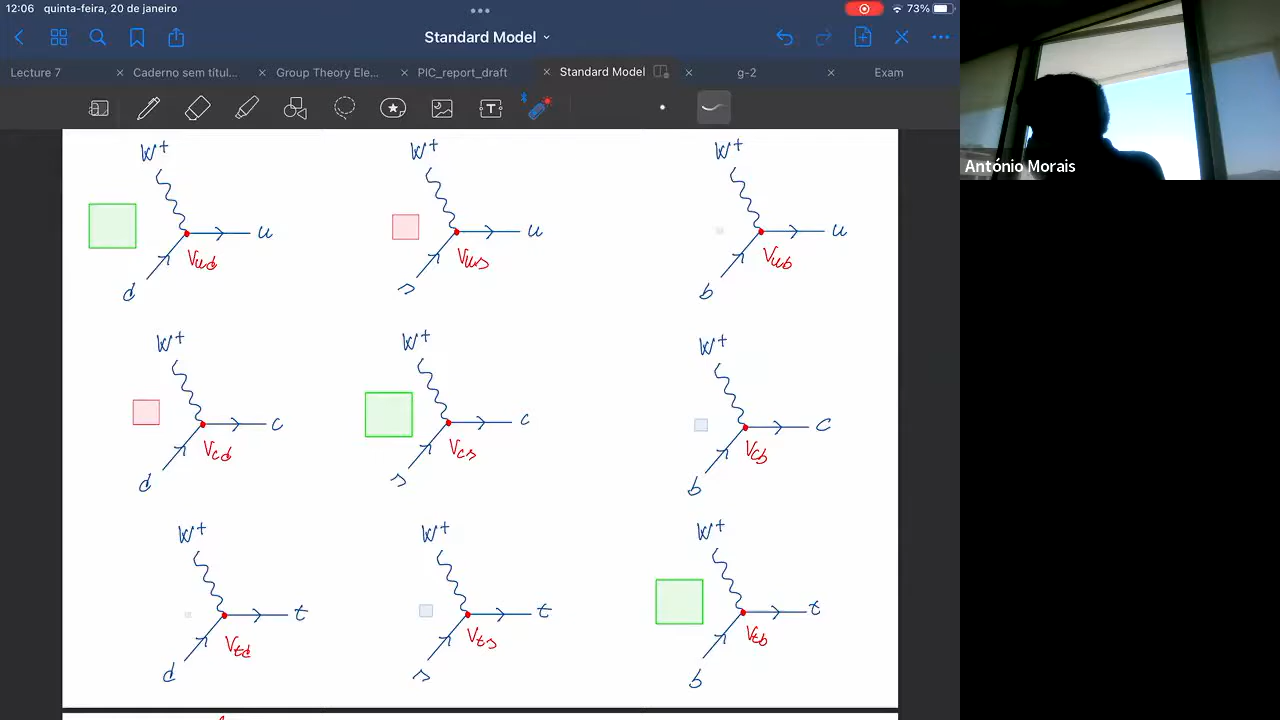 12:06 quinta-feira, 20 de janeiro
73%
Standard Model
Lecture 7
Caderno sem títul...
Group Theory Ele...
PIC_report_draft
Standard Model
g-2
Exam
António Morais
W+ W+ W+
u u u
Vud Vus Vub
d s b
W+ W+ W+
c c c
Vcd Vcs Vcb
d s b
W+ W+ W+
t t t
Vtd Vts Vtb
d s b